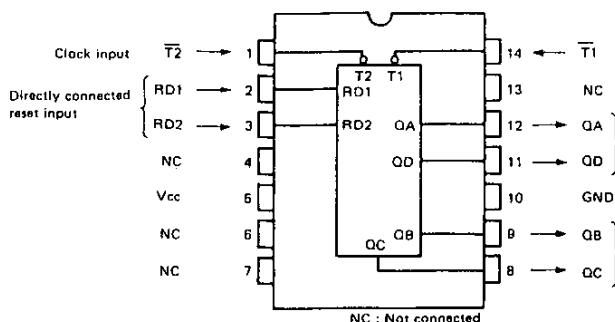 Clock input T2 1 14 T1
T2 T1
Directly connected reset input
RD1 2 RD1 13 NC
RD2 3 RD2 QA 12 QA
NC 4 QD 11 QD
Vcc 5 10 GND
NC 6 QB 9 QB
NC 7 QC 8 QC
NC : Not connected